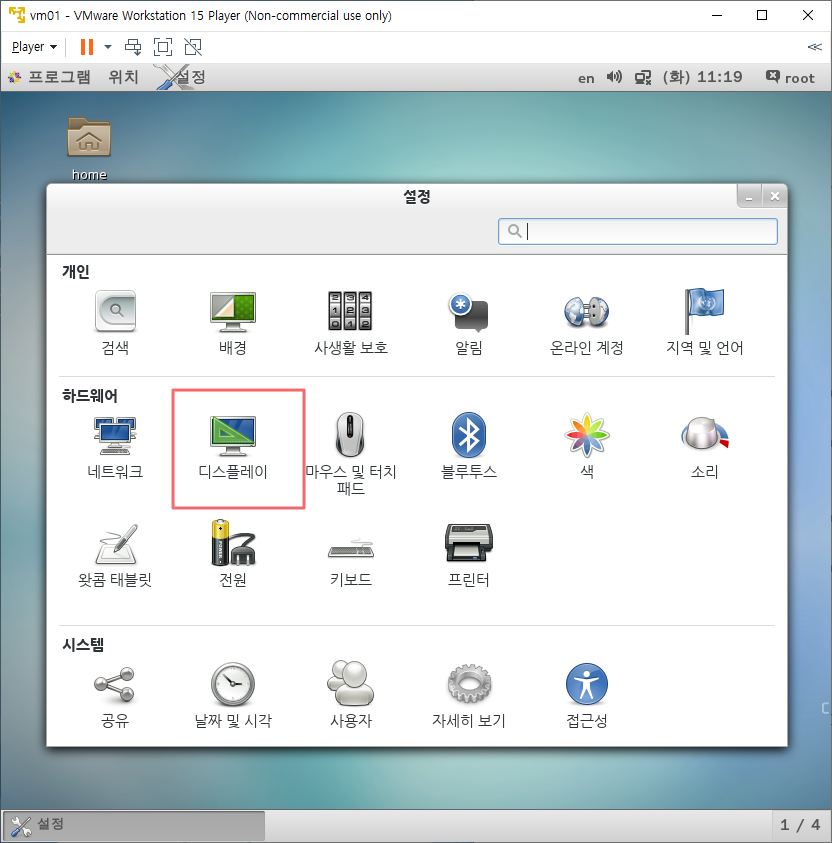 vm01 - VMware Workstation 15 Player (Non-commercial use only)
Player
프로그램 위치 설정 en (화) 11:19 root
home
설정
개인
검색 배경 사생활 보호 알림 온라인 계정 지역 및 언어
하드웨어
네트워크 디스플레이 마우스 및 터치 블루투스 색 소리
패드
왓콤 태블릿 전원 키보드 프린터
시스템
공유 날짜 및 시각 사용자 자세히 보기 접근성
설정 1 / 4